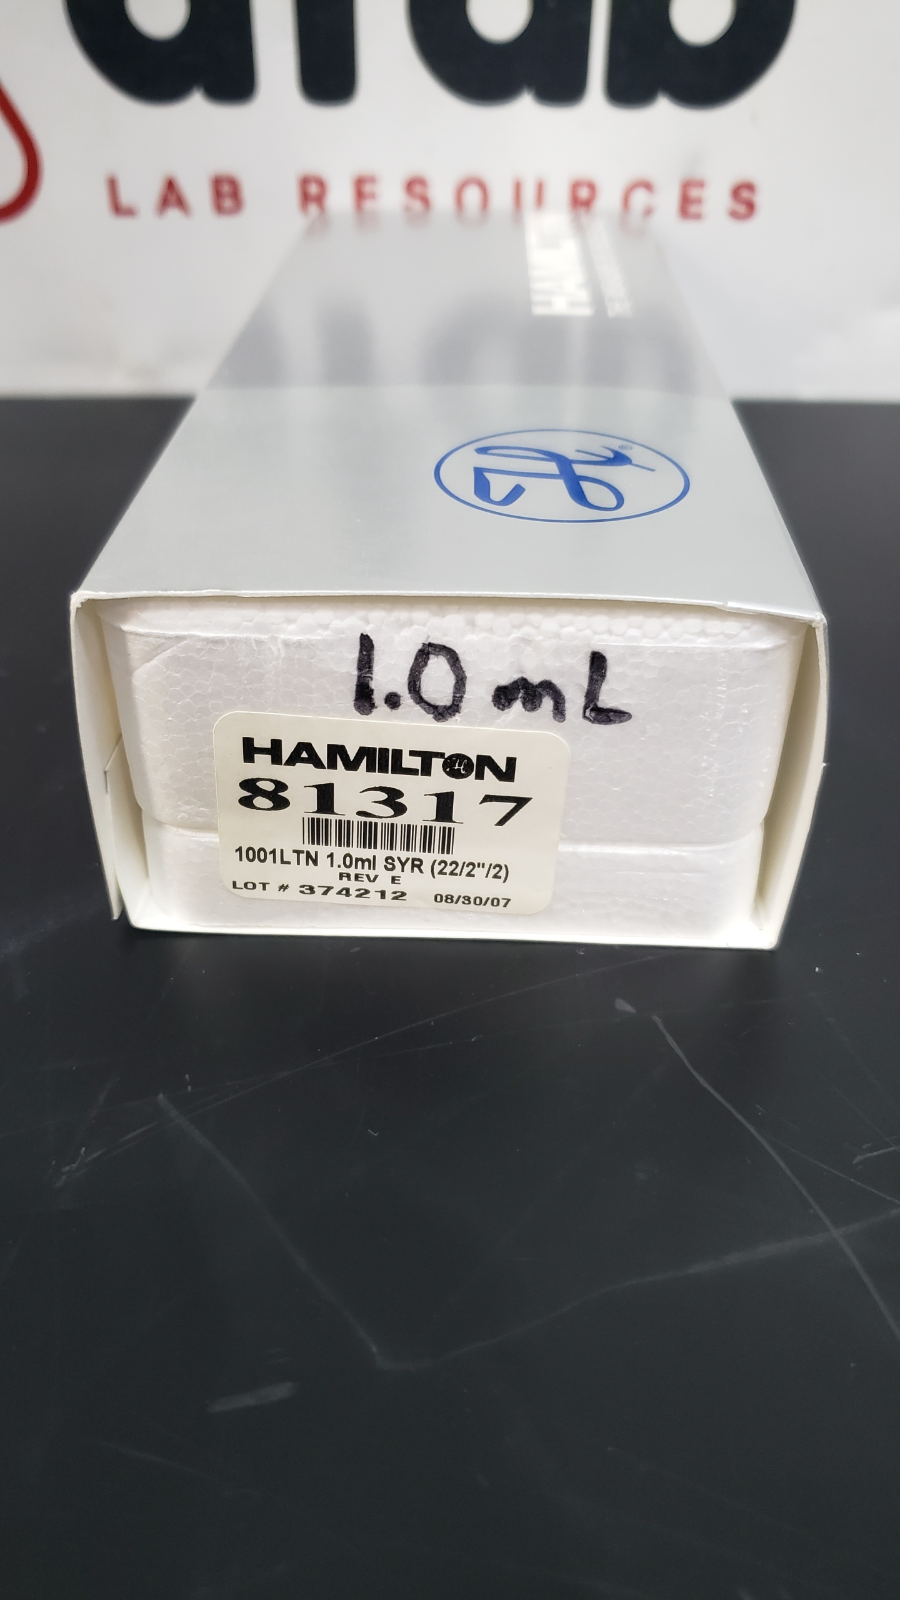 LAB RESOURCES
HAMILTON
1.0 mL
HAMILTON
81317
1001LTN 1.0ml SYR (22/2"/2)
REV E
LOT # 374212 08/30/07